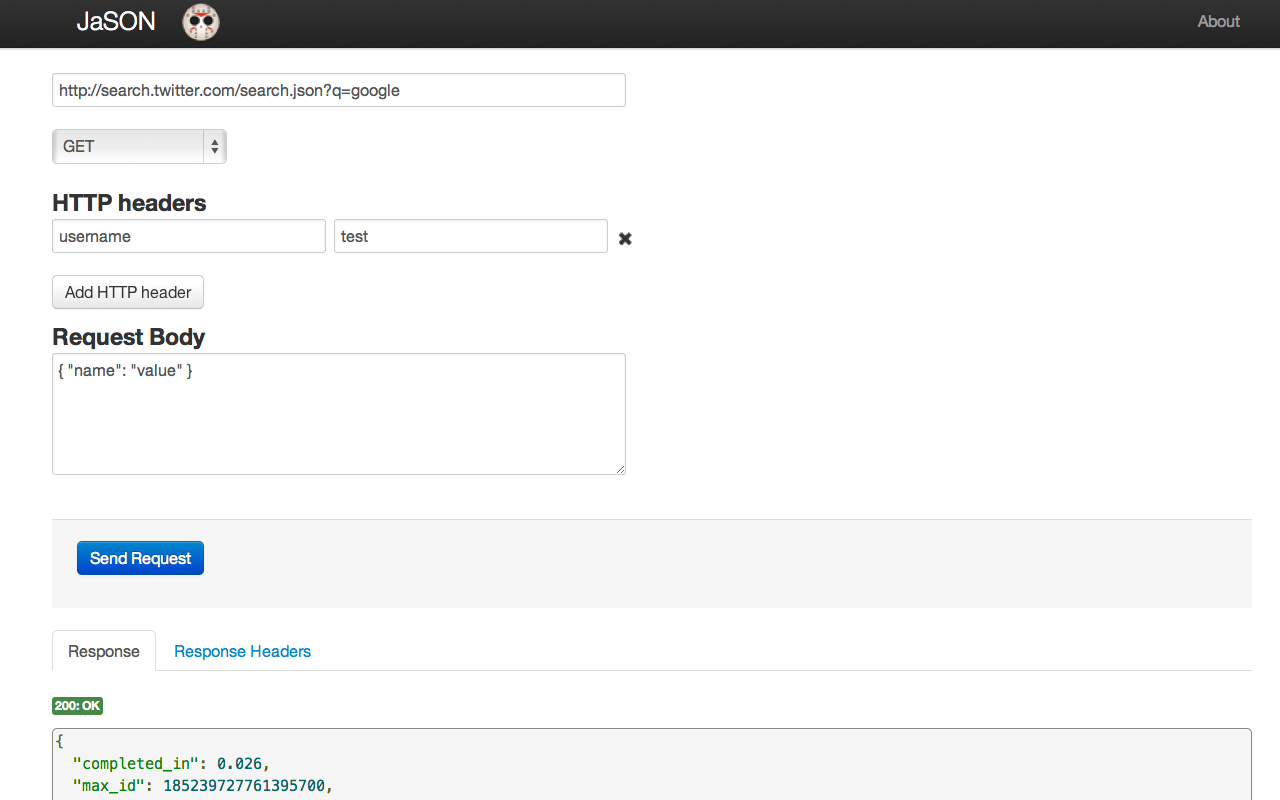 JaSON About
http://search.twitter.com/search.json?q=google
GET
HTTP headers
username test
Add HTTP header
Request Body
{ "name": "value" }
Send Request
Response Response Headers
200: OK
{
"completed_in": 0.026,
"max_id": 185239727761395700,